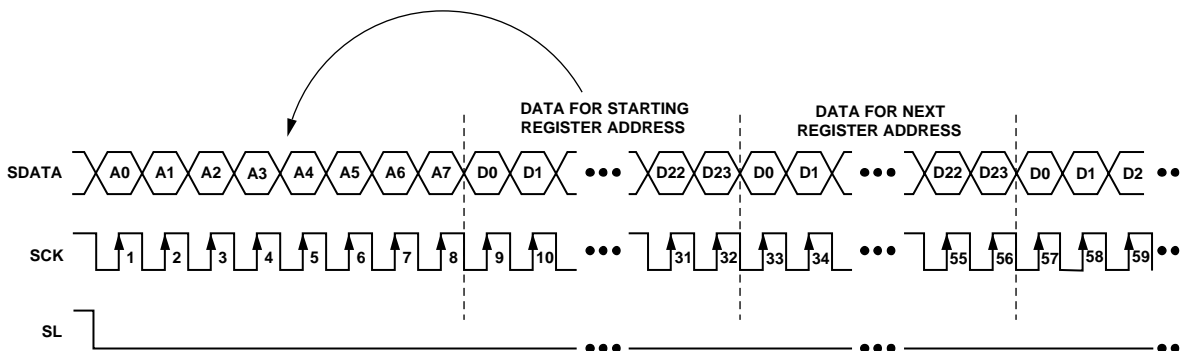 DATA FOR STARTING
REGISTER ADDRESS
DATA FOR NEXT
REGISTER ADDRESS
SDATA A0 A1 A2 A3 A4 A5 A6 A7 D0 D1 ••• D22 D23 D0 D1 ••• D22 D23 D0 D1 D2 ••
SCK 1 2 3 4 5 6 7 8 9 10 ••• 31 32 33 34 ••• 55 56 57 58 59 ••
SL ••• ••• ••